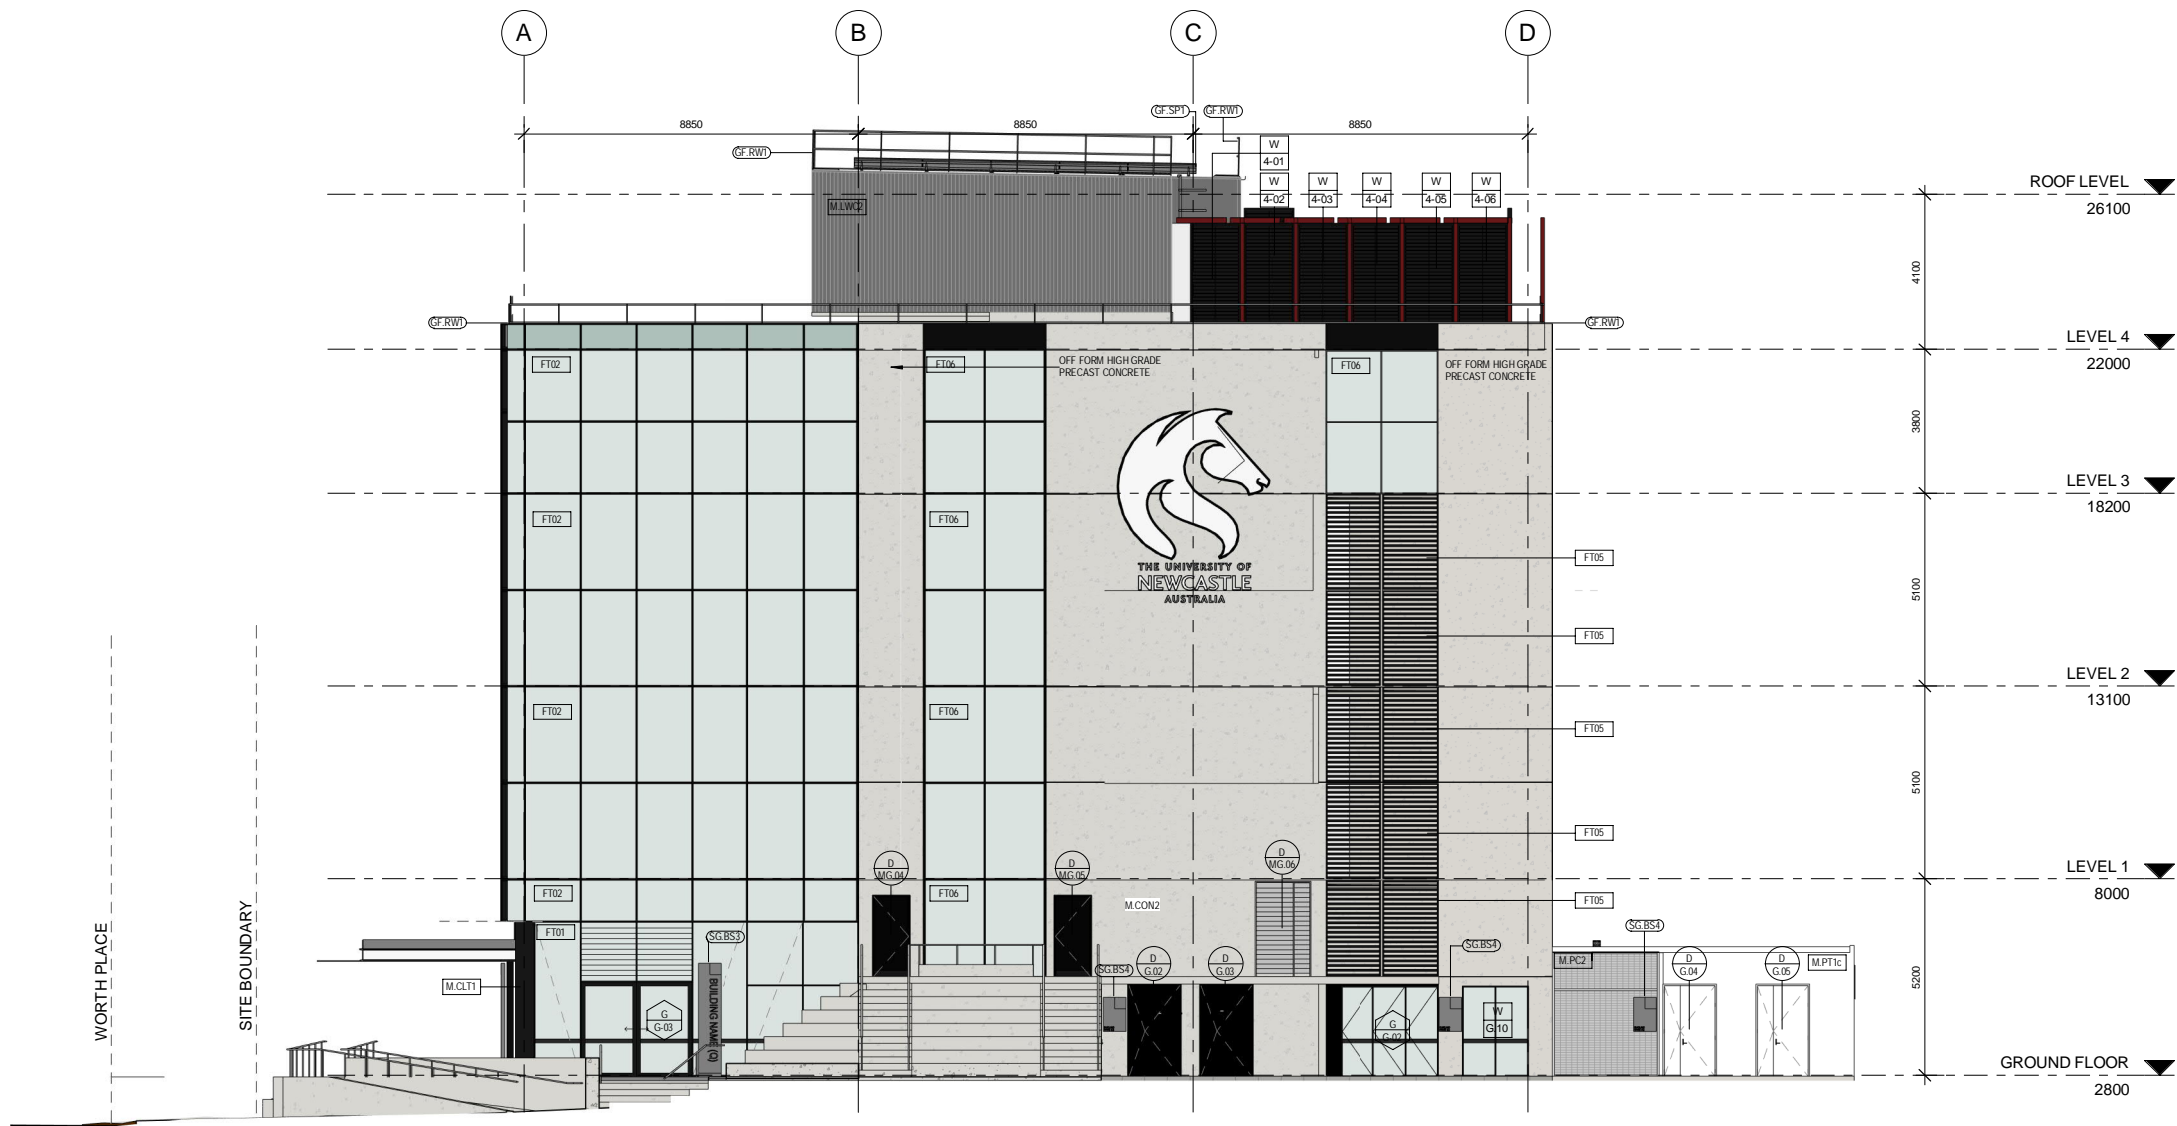 A
B
C
D
GF.SP1
GF.RW1
8850
8850
8850
GF.RW1
W
4-01
W
4-02
W
4-03
W
4-04
W
4-05
W
4-06
ROOF LEVEL
26100
M.LWC2
4100
GF.RW1
GF.RW1
LEVEL 4
22000
FT02
FT06
OFF FORM HIGH GRADE
PRECAST CONCRETE
FT06
OFF FORM HIGH GRADE
PRECAST CONCRETE
3800
LEVEL 3
18200
FT02
FT06
THE UNIVERSITY OF
NEWCASTLE
AUSTRALIA
FT05
5100
FT05
LEVEL 2
13100
FT02
FT06
FT05
5100
FT05
D
MG.04
D
MG.05
D
MG.06
LEVEL 1
8000
FT02
FT06
M.CON2
FT05
WORTH PLACE
SITE BOUNDARY
FT01
SG.BS3
SG.BS4
SG.BS4
SG.BS4
D
G.02
D
G.03
M.PC2
D
G.04
D
G.05
M.PT1c
5200
M.CLT1
BUILDING NAME (Q)
G
G-03
G
G-02
W
G.10
GROUND FLOOR
2800